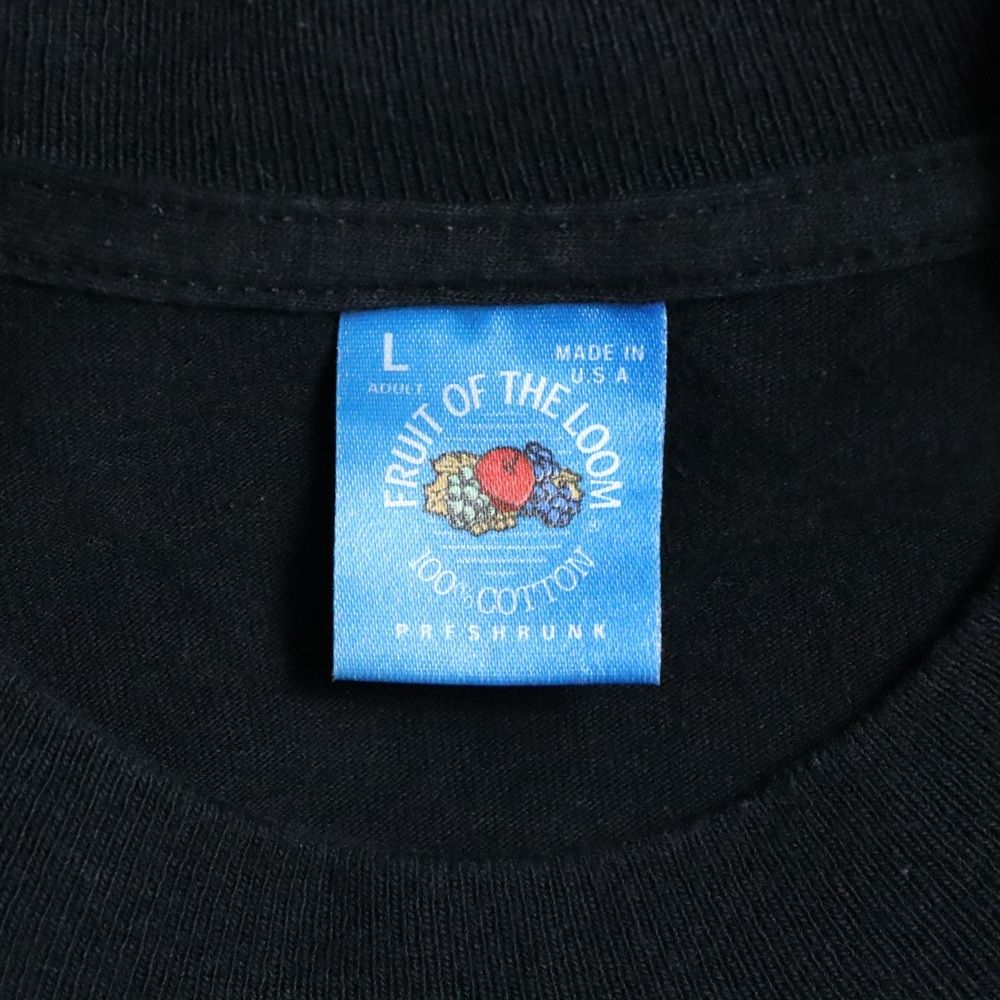 L
ADULT
MADE IN
U.S.A
FRUIT OF THE LOOM
®
100% COTTON
PRESHRUNK